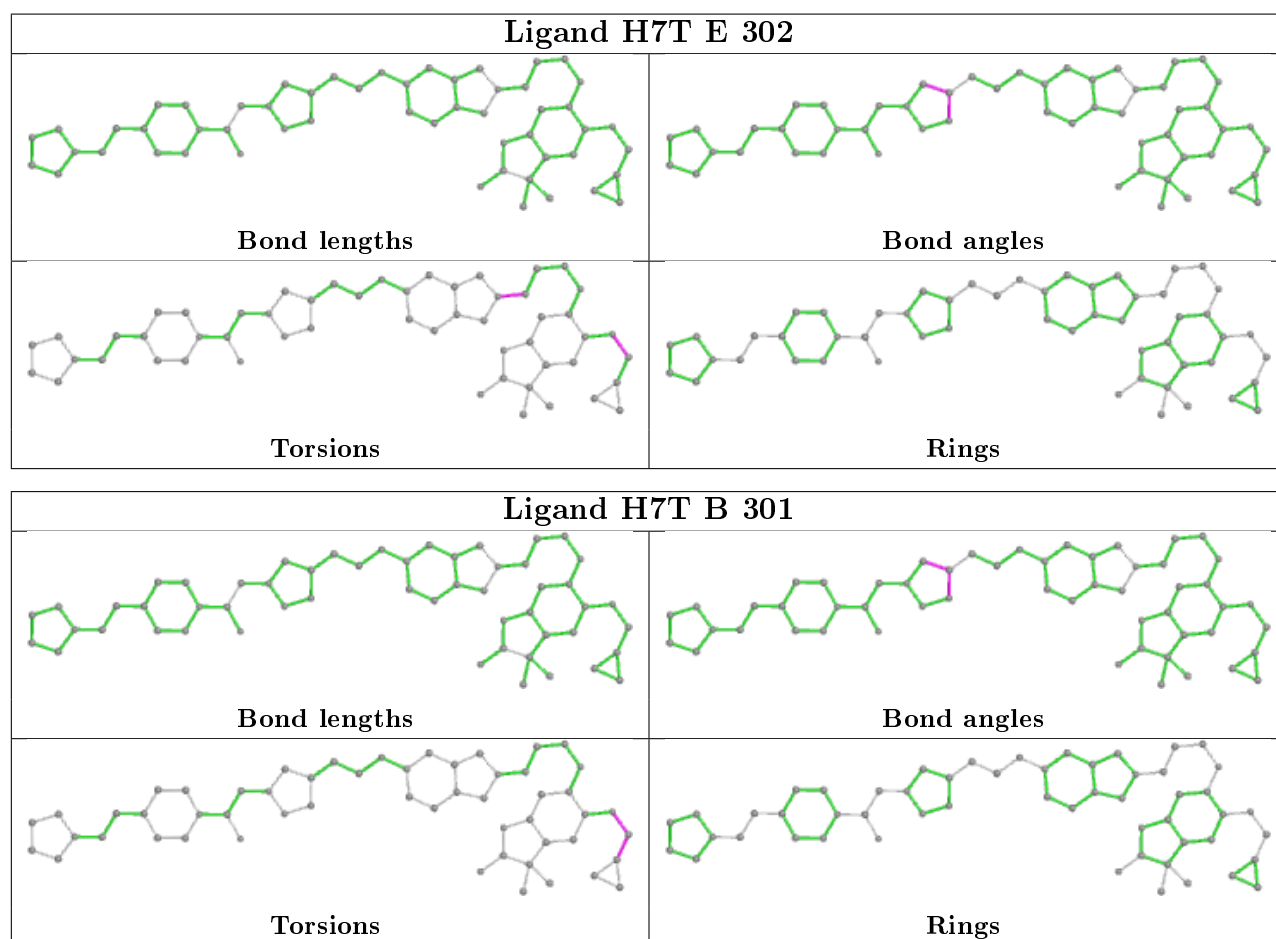 Ligand H7T E 302
Bond lengths
Bond angles
Torsions
Rings
Ligand H7T B 301
Bond lengths
Bond angles
Torsions
Rings